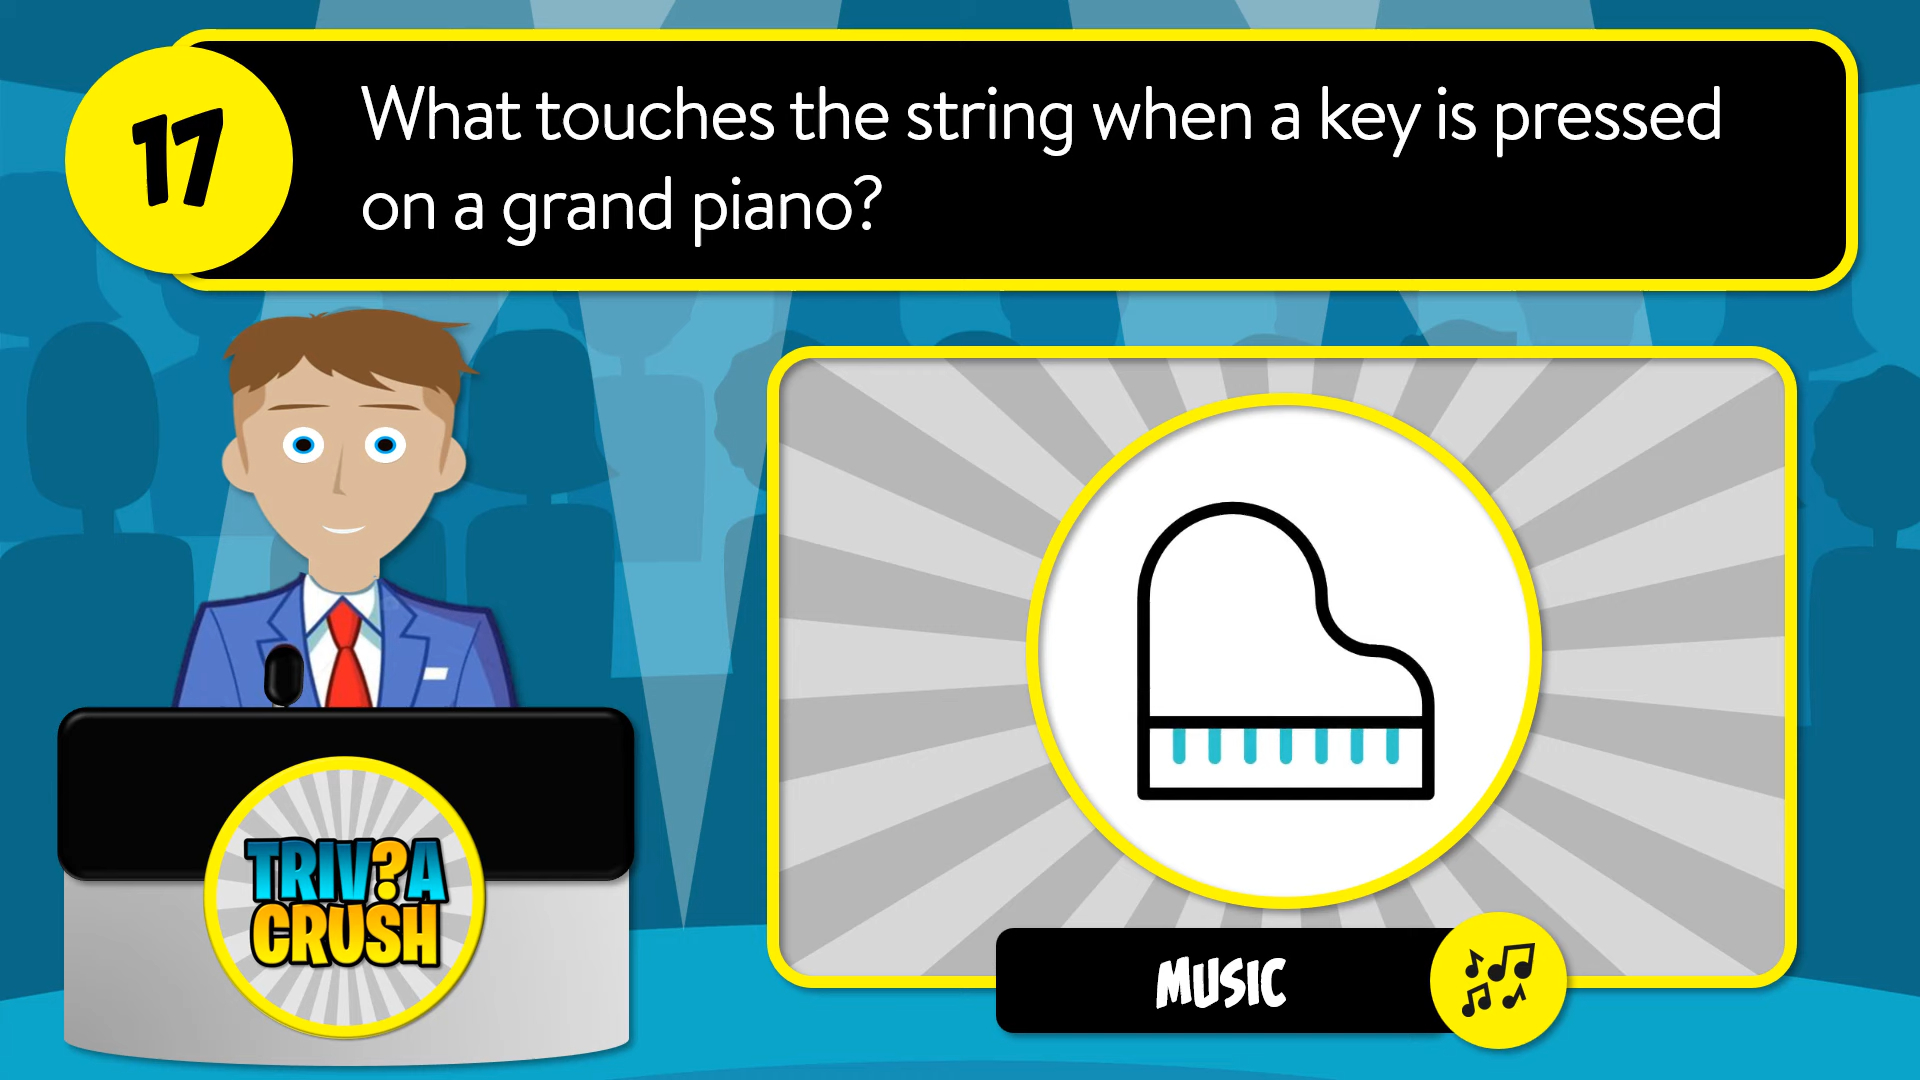 17
What touches the string when a key is pressed
on a grand piano?
TRIV?A
CRUSH
MUSIC